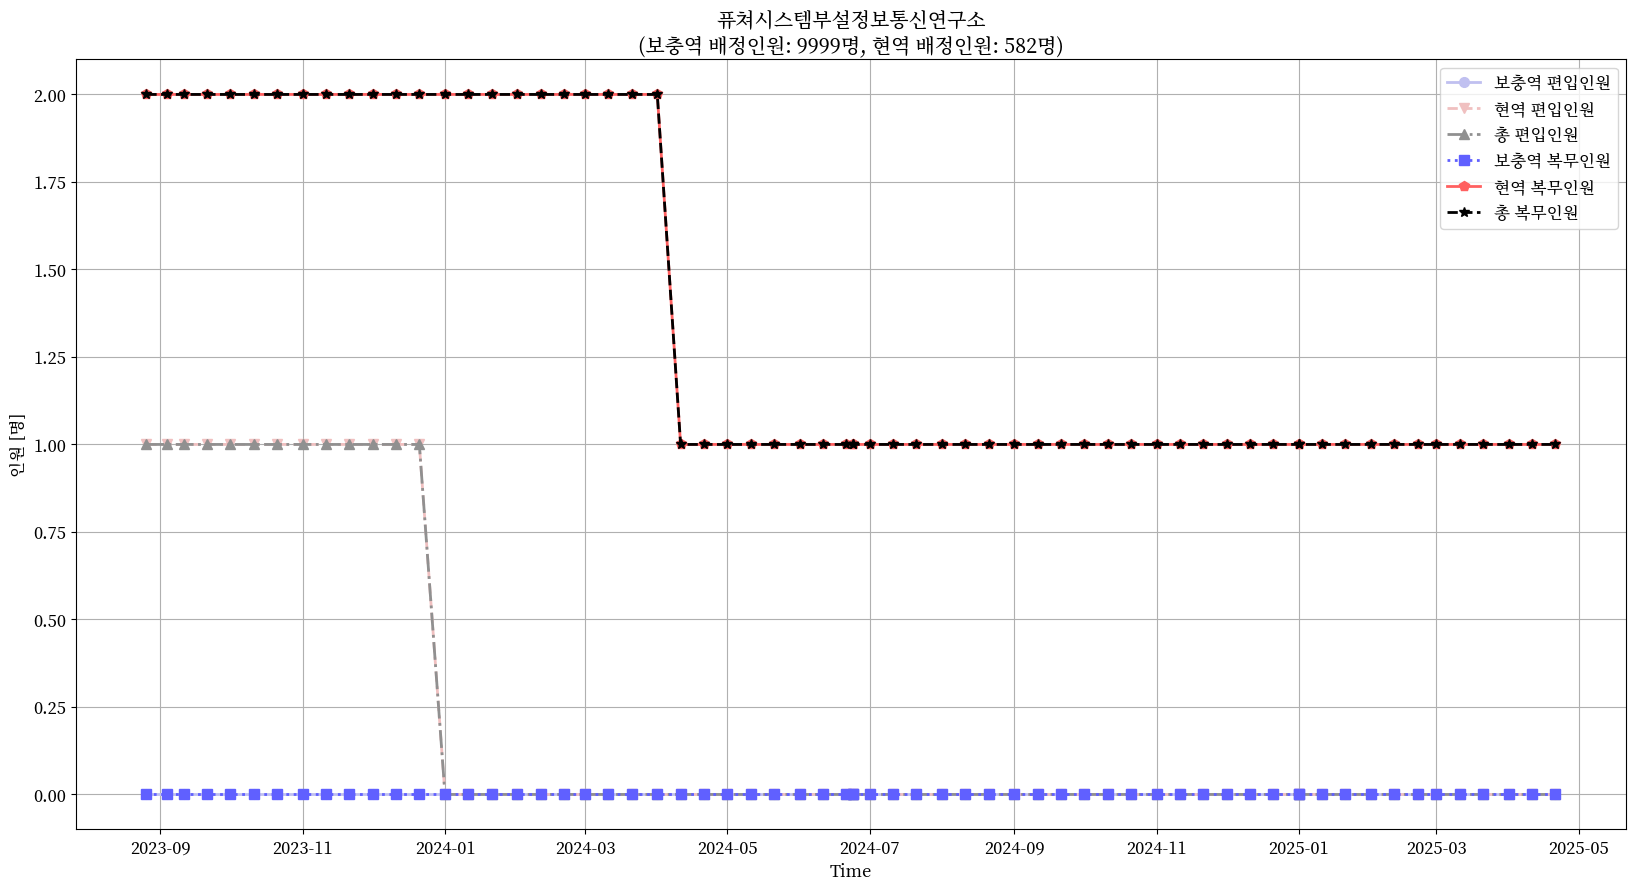 퓨쳐시스템부설정보통신연구소
(보충역 배정인원: 9999명, 현역 배정인원: 582명)
보충역 편입인원
현역 편입인원
총 편입인원
보충역 복무인원
현역 복무인원
총 복무인원
2.00
1.75
1.50
1.25
1.00
0.75
0.50
0.25
0.00
인원 [명]
2023-09
2023-11
2024-01
2024-03
2024-05
2024-07
2024-09
2024-11
2025-01
2025-03
2025-05
Time